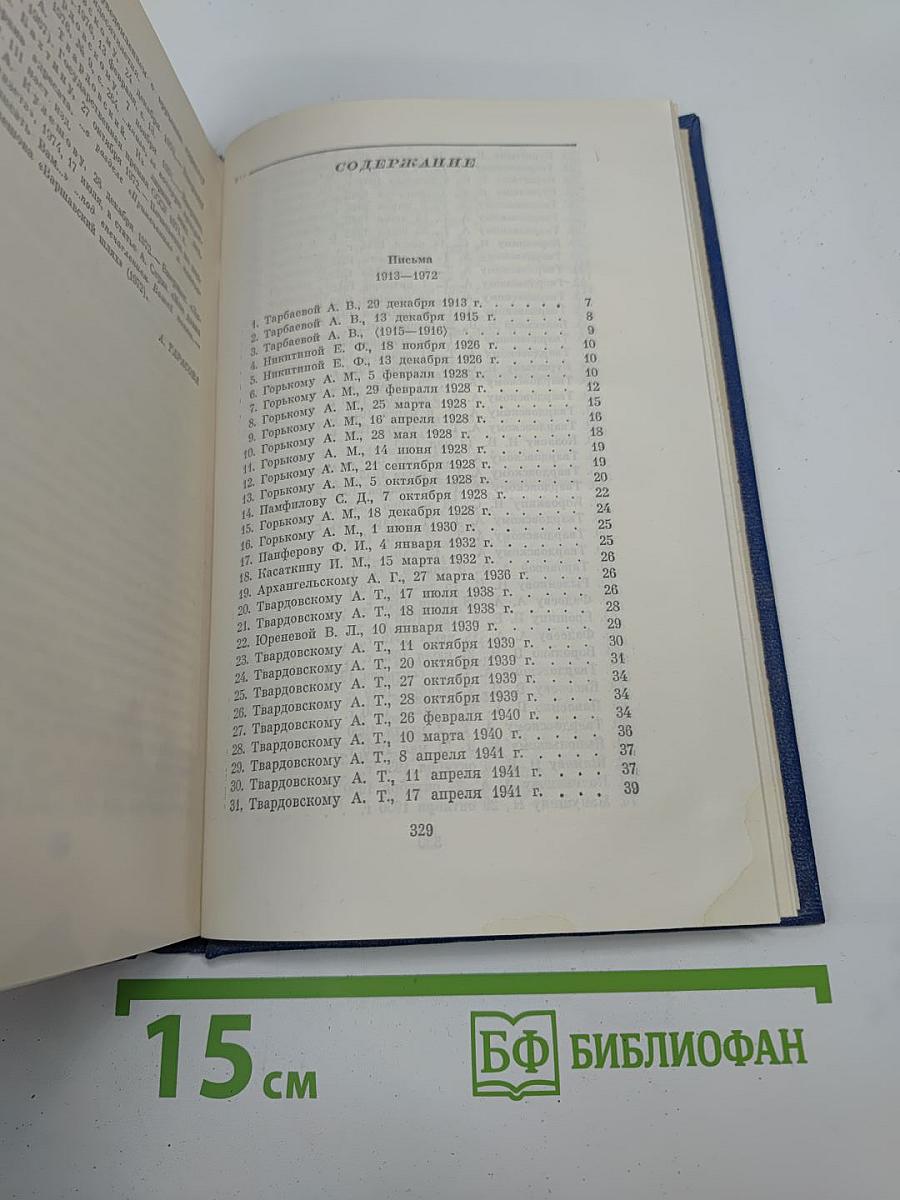 СОДЕРЖАНИЕ
Письма
1913—1972
1. Тарбаевой А. В., 29 декабря 1913 г. . . . . . 7
2. Тарбаевой А. В., 13 декабря 1915 г. . . . . . 8
3. Тарбаевой А. В., (1915—1916) . . . . . . 9
4. Никитиной Е. Ф., 18 ноября 1926 г. . . . . 10
5. Никитиной Е. Ф., 13 декабря 1926 г. . . . . 10
6. Горькому А. М., 5 февраля 1928 г. . . . . . 10
7. Горькому А. М., 29 февраля 1928 г. . . . . . 12
8. Горькому А. М., 25 марта 1928 г. . . . . . 15
9. Горькому А. М., 16 апреля 1928 г. . . . . . 16
10. Горькому А. М., 28 мая 1928 г. . . . . . 18
11. Горькому А. М., 14 июня 1928 г. . . . . . 19
12. Горькому А. М., 21 сентября 1928 г. . . . . 19
13. Горькому А. М., 5 октября 1928 г. . . . . . 20
14. Памфилову С. Д., 7 октября 1928 г. . . . . 22
15. Горькому А. М., 18 декабря 1928 г. . . . . 24
16. Горькому А. М., 1 июня 1930 г. . . . . . 25
17. Панферову Ф. И., 4 января 1932 г. . . . . 25
18. Касаткину И. М., 15 марта 1932 г. . . . . 26
19. Архангельскому А. Г., 27 марта 1936 г. . . . 26
20. Твардовскому А. Т., 17 июля 1938 г. . . . . 26
21. Твардовскому А. Т., 18 июля 1938 г. . . . . 28
22. Юреневой В. Л., 10 января 1939 г. . . . . 29
23. Твардовскому А. Т., 11 октября 1939 г. . . . 30
24. Твардовскому А. Т., 20 октября 1939 г. . . . 31
25. Твардовскому А. Т., 27 октября 1939 г. . . . 34
26. Твардовскому А. Т., 28 октября 1939 г. . . . 34
27. Твардовскому А. Т., 26 февраля 1940 г. . . . 34
28. Твардовскому А. Т., 10 марта 1940 г. . . . . 36
29. Твардовскому А. Т., 8 апреля 1941 г. . . . . 37
30. Твардовскому А. Т., 11 апреля 1941 г. . . . 37
31. Твардовскому А. Т., 17 апреля 1941 г. . . . 39
329
А. ТАРАСОВА
15 см
БФ БИБЛИОФАН